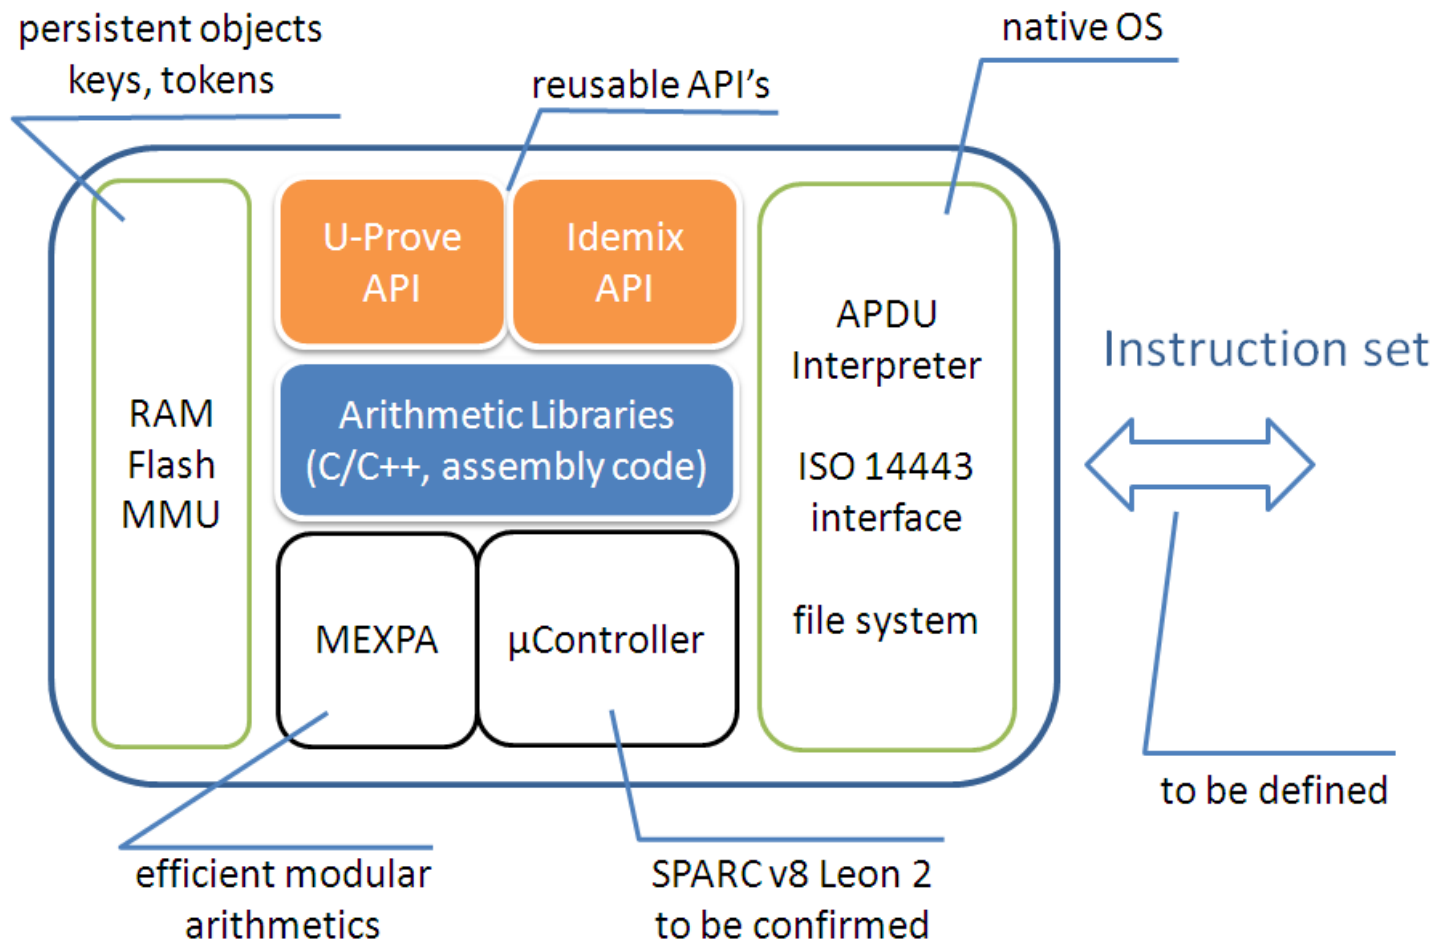 persistent objects
keys, tokens
reusable API's
native OS
U-Prove
API
Idemix
API
RAM
Flash
MMU
Arithmetic Libraries
(C/C++, assembly code)
MEXPA
µController
APDU
Interpreter
ISO 14443
interface
file system
Instruction set
to be defined
efficient modular
arithmetics
SPARC v8 Leon 2
to be confirmed